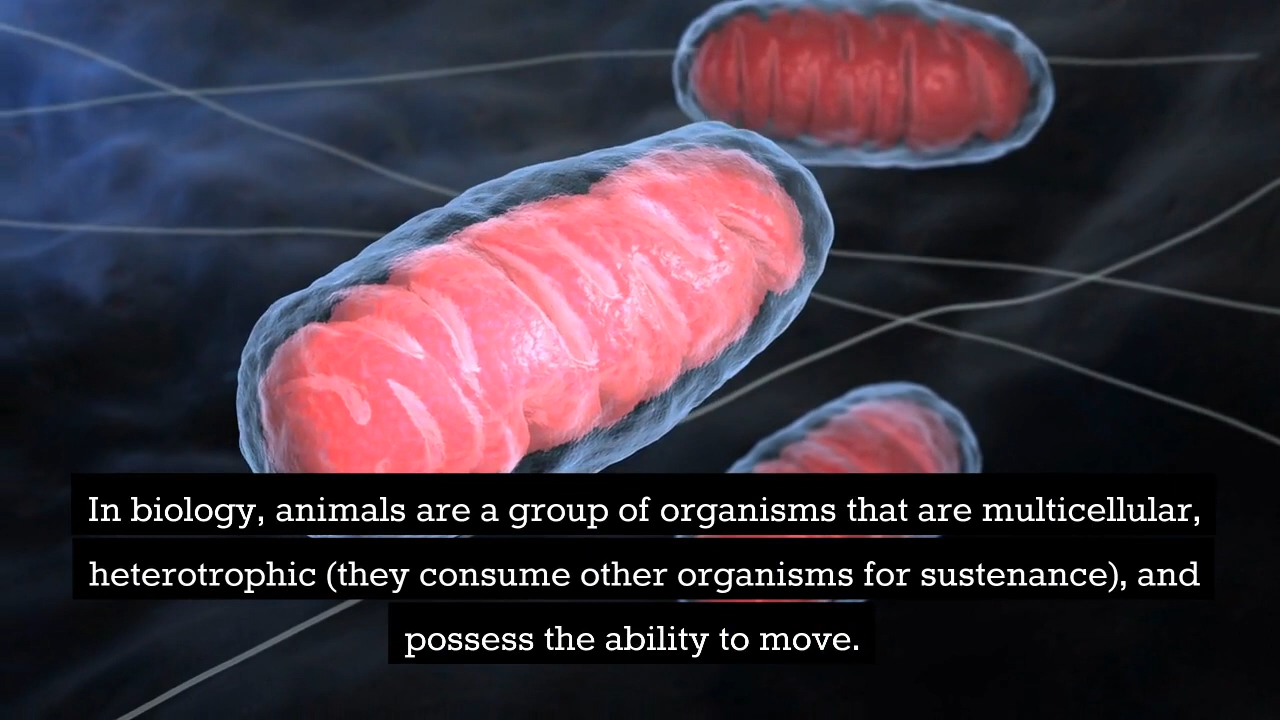 In biology, animals are a group of organisms that are multicellular,
heterotrophic (they consume other organisms for sustenance), and
possess the ability to move.